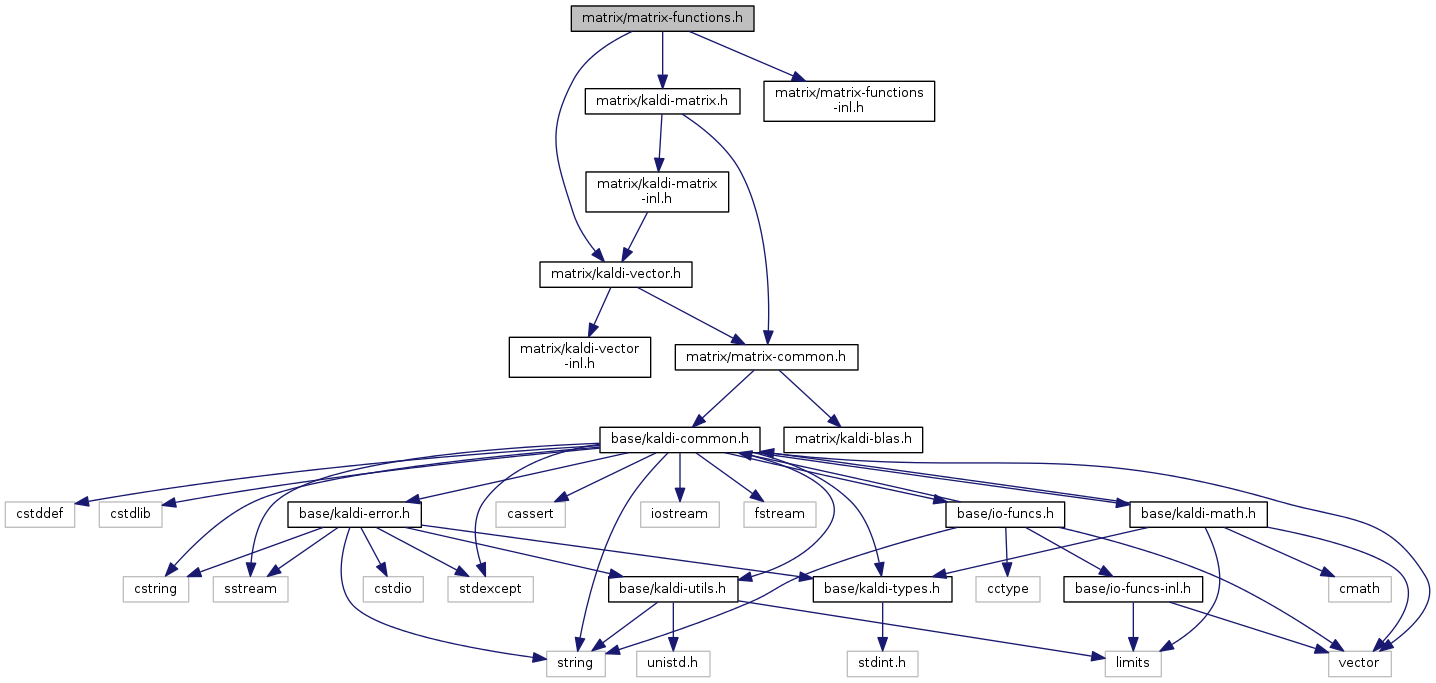 matrix/matrix-functions.h
matrix/kaldi-matrix.h
matrix/matrix-functions
-inl.h
matrix/kaldi-matrix
-inl.h
matrix/kaldi-vector.h
matrix/kaldi-vector
-inl.h
matrix/matrix-common.h
base/kaldi-common.h
matrix/kaldi-blas.h
cstddef
cstdlib
base/kaldi-error.h
cassert
iostream
fstream
base/io-funcs.h
base/kaldi-math.h
cstring
sstream
cstdio
stdexcept
base/kaldi-utils.h
base/kaldi-types.h
cctype
base/io-funcs-inl.h
cmath
string
unistd.h
stdint.h
limits
vector